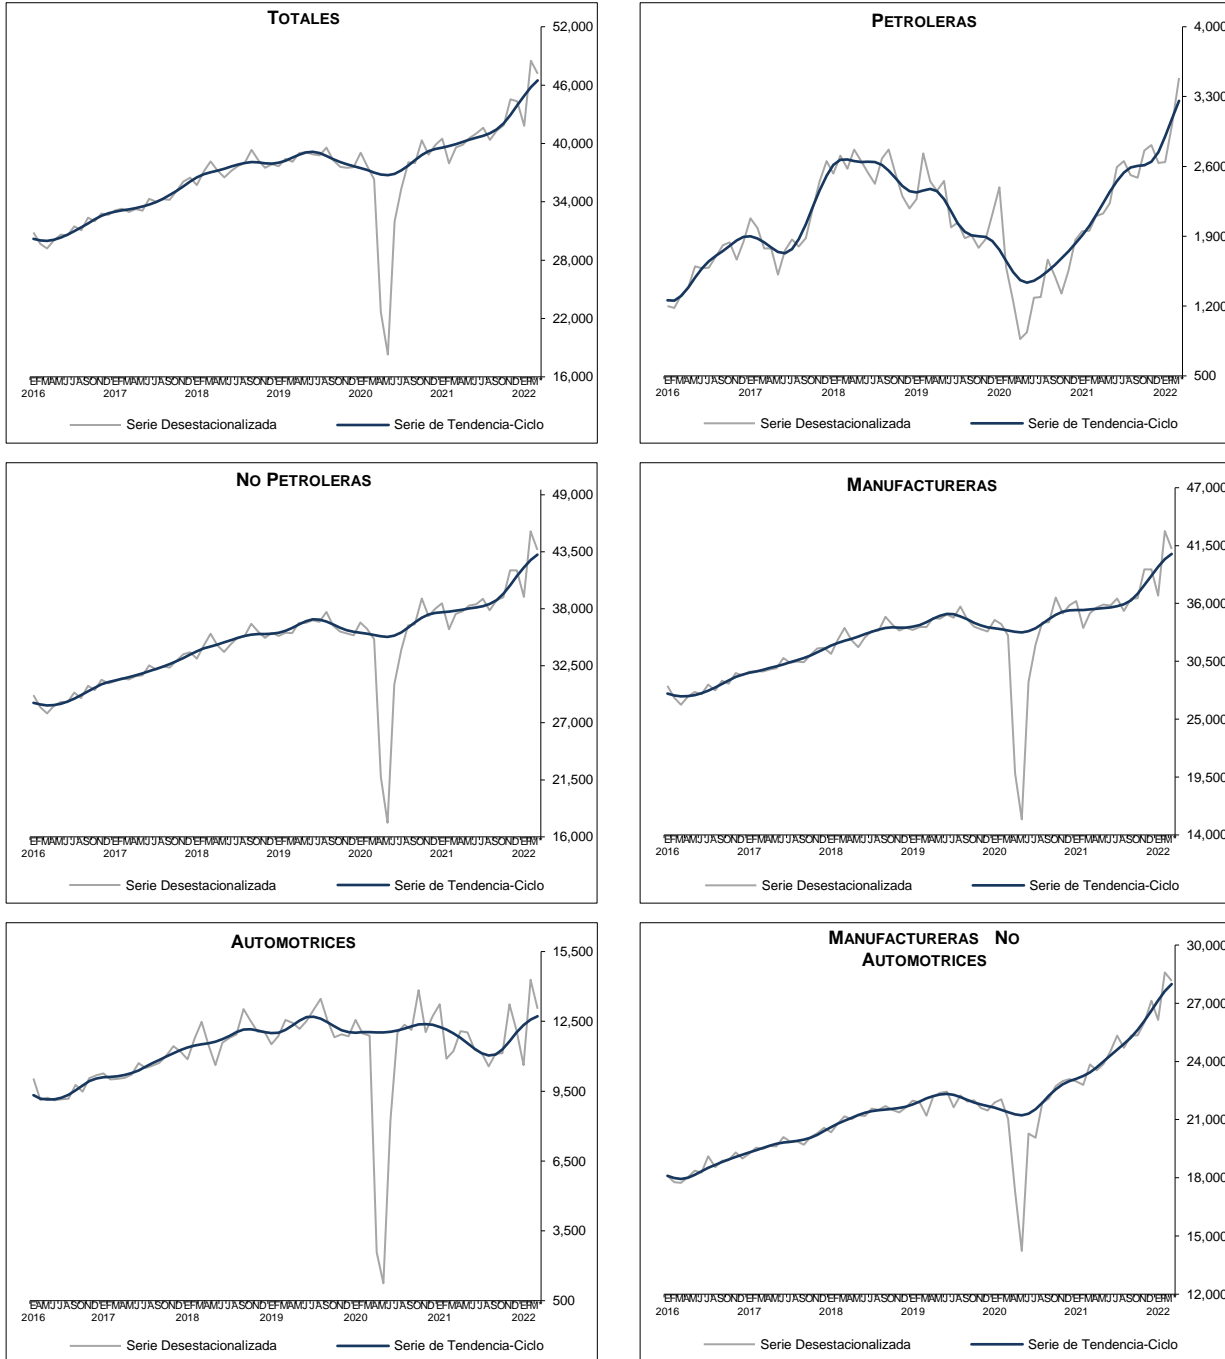 TOTALES
52,000
46,000
40,000
34,000
28,000
22,000
16,000
2016 2017 2018 2019 2020 2021 2022
Serie Desestacionalizada Serie de Tendencia-Ciclo
PETROLERAS
4,000
3,300
2,600
1,900
1,200
500
2016 2017 2018 2019 2020 2021 2022
Serie Desestacionalizada Serie de Tendencia-Ciclo
NO PETROLERAS
49,000
43,500
38,000
32,500
27,000
21,500
16,000
2016 2017 2018 2019 2020 2021 2022
Serie Desestacionalizada Serie de Tendencia-Ciclo
MANUFACTURERAS
47,000
41,500
36,000
30,500
25,000
19,500
14,000
2016 2017 2018 2019 2020 2021 2022
Serie Desestacionalizada Serie de Tendencia-Ciclo
AUTOMOTRICES
15,500
12,500
9,500
6,500
3,500
500
2016 2017 2018 2019 2020 2021 2022
Serie Desestacionalizada Serie de Tendencia-Ciclo
MANUFACTURERAS NO
AUTOMOTRICES
30,000
27,000
24,000
21,000
18,000
15,000
12,000
2016 2017 2018 2019 2020 2021 2022
Serie Desestacionalizada Serie de Tendencia-Ciclo